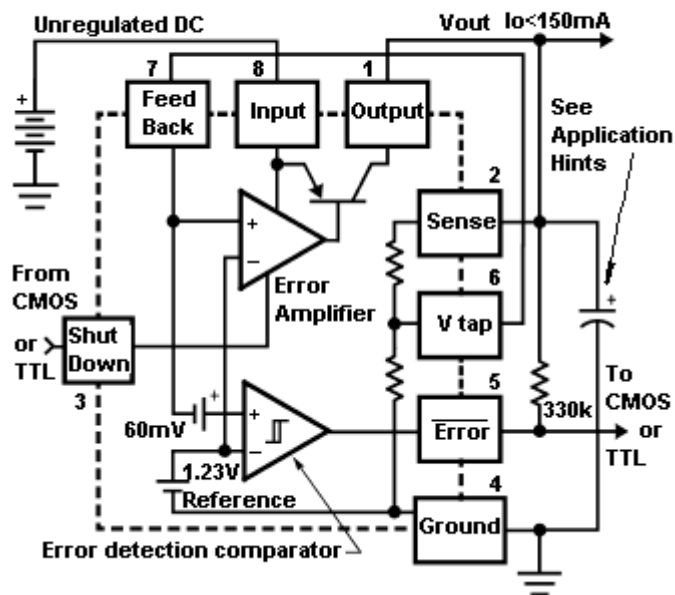 Unregulated DC
Vout Io<150mA
7
8
1
Feed
Back
Input
Output
See
Application
Hints
2
Sense
+
+
-
From
CMOS
or
TTL
Error
Amplifier
6
V tap
+
Shut
Down
3
5
Error
330k
To
CMOS
or
TTL
60mV
+
+
-
1.23V
Reference
4
Ground
Error detection comparator